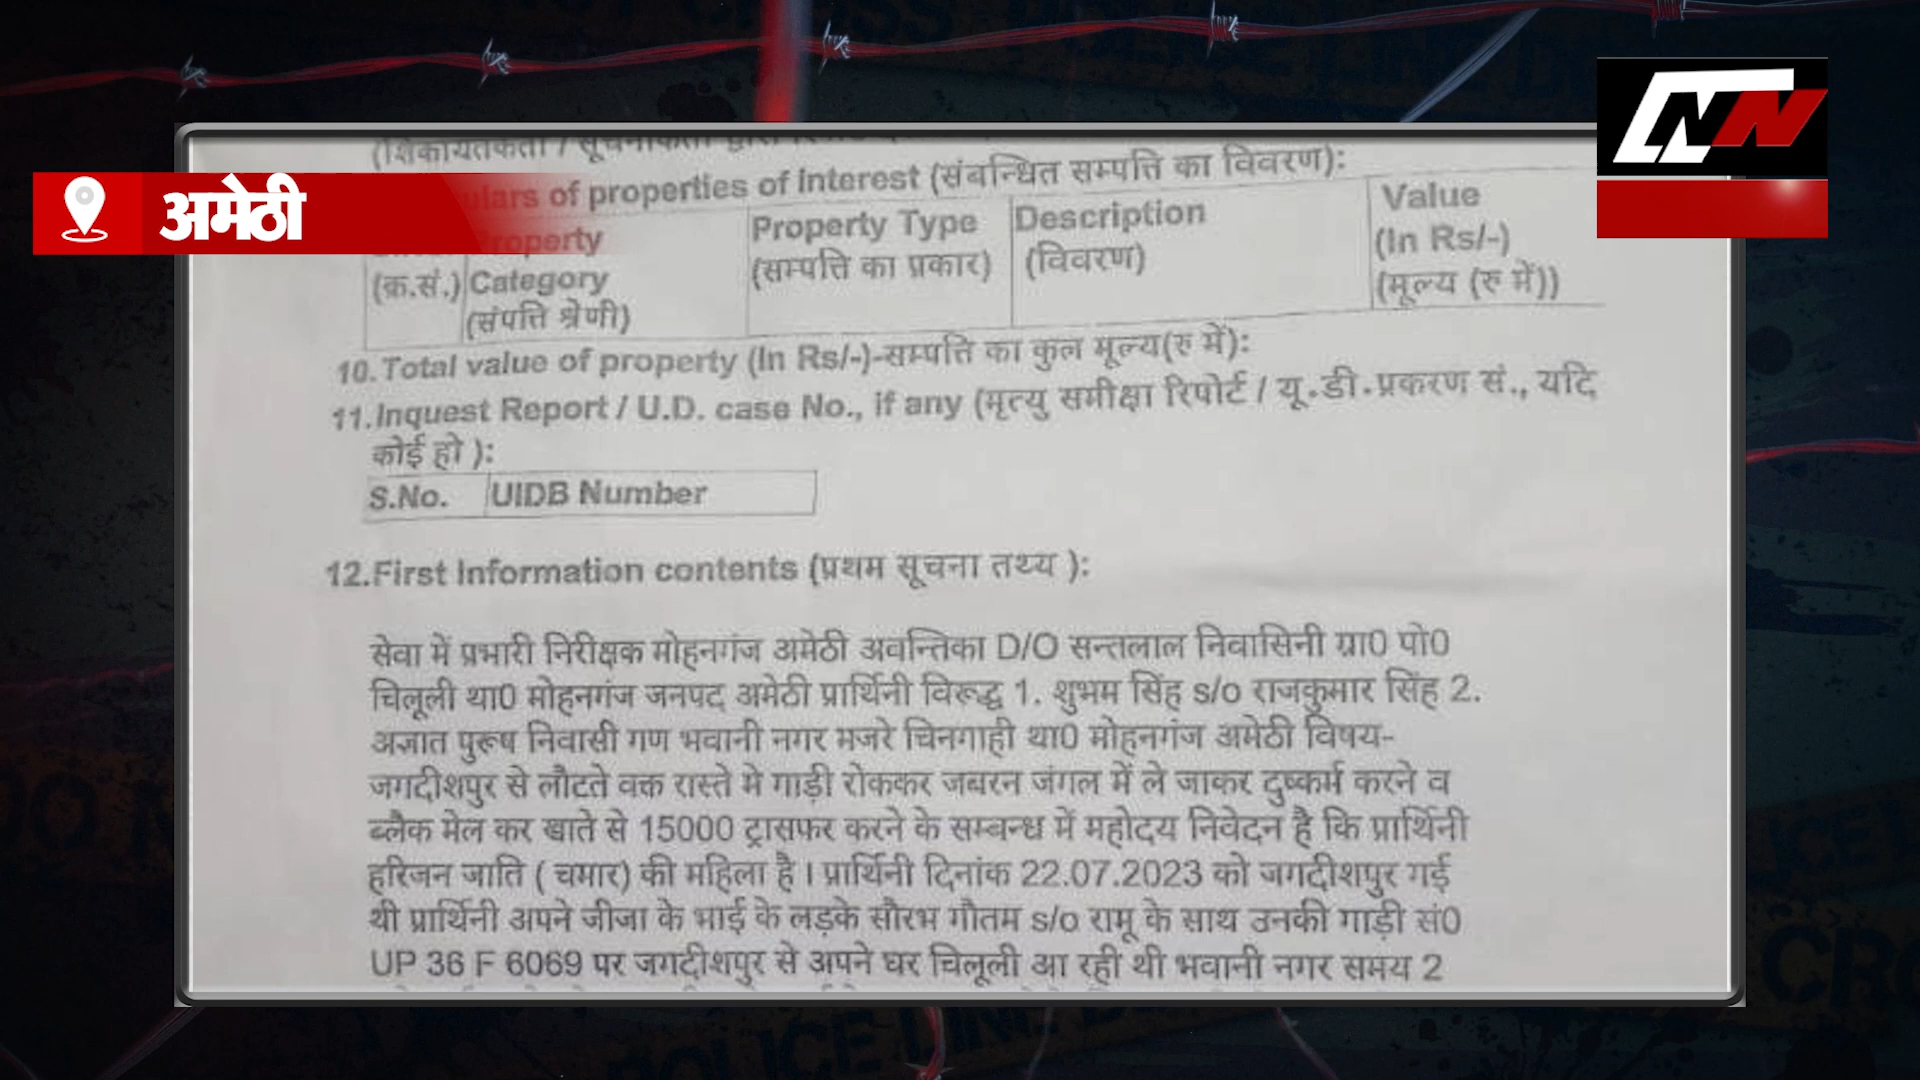 अमेठी
NN
(शिकायतकर्ता / सूचनाकर्ता द्वारा
of properties of Interest (संबन्धित सम्पत्ति का विवरण):
(क्र.सं.) Property Category (संपत्ति श्रेणी) Property Type (सम्पत्ति का प्रकार) Description (विवरण) Value (In Rs/-) (मूल्य (रु में))
10.Total value of property (In Rs/-)-सम्पत्ति का कुल मूल्य(रु में):
11.Inquest Report / U.D. case No., if any (मृत्यु समीक्षा रिपोर्ट / यू.डी.प्रकरण सं., यदि
कोई हो ):
S.No. UIDB Number
12.First Information contents (प्रथम सूचना तथ्य ):
सेवा में प्रभारी निरीक्षक मोहनगंज अमेठी अवन्तिका D/O सन्तलाल निवासिनी ग्रा0 पो0
चिलूली था0 मोहनगंज जनपद अमेठी प्रार्थिनी विरूद्ध 1. शुभम सिंह s/o राजकुमार सिंह 2.
अज्ञात पुरूष निवासी गण भवानी नगर मजरे चिनगाही था0 मोहनगंज अमेठी विषय-
जगदीशपुर से लौटते वक्त रास्ते मे गाड़ी रोककर जबरन जंगल में ले जाकर दुष्कर्म करने व
ब्लैक मेल कर खाते से 15000 ट्रासफर करने के सम्बन्ध में महोदय निवेदन है कि प्रार्थिनी
हरिजन जाति ( चमार) की महिला है । प्रार्थिनी दिनांक 22.07.2023 को जगदीशपुर गई
थी प्रार्थिनी अपने जीजा के भाई के लड़के सौरभ गौतम s/o रामू के साथ उनकी गाड़ी सं0
UP 36 F 6069 पर जगदीशपुर से अपने घर चिलूली आ रही थी भवानी नगर समय 2